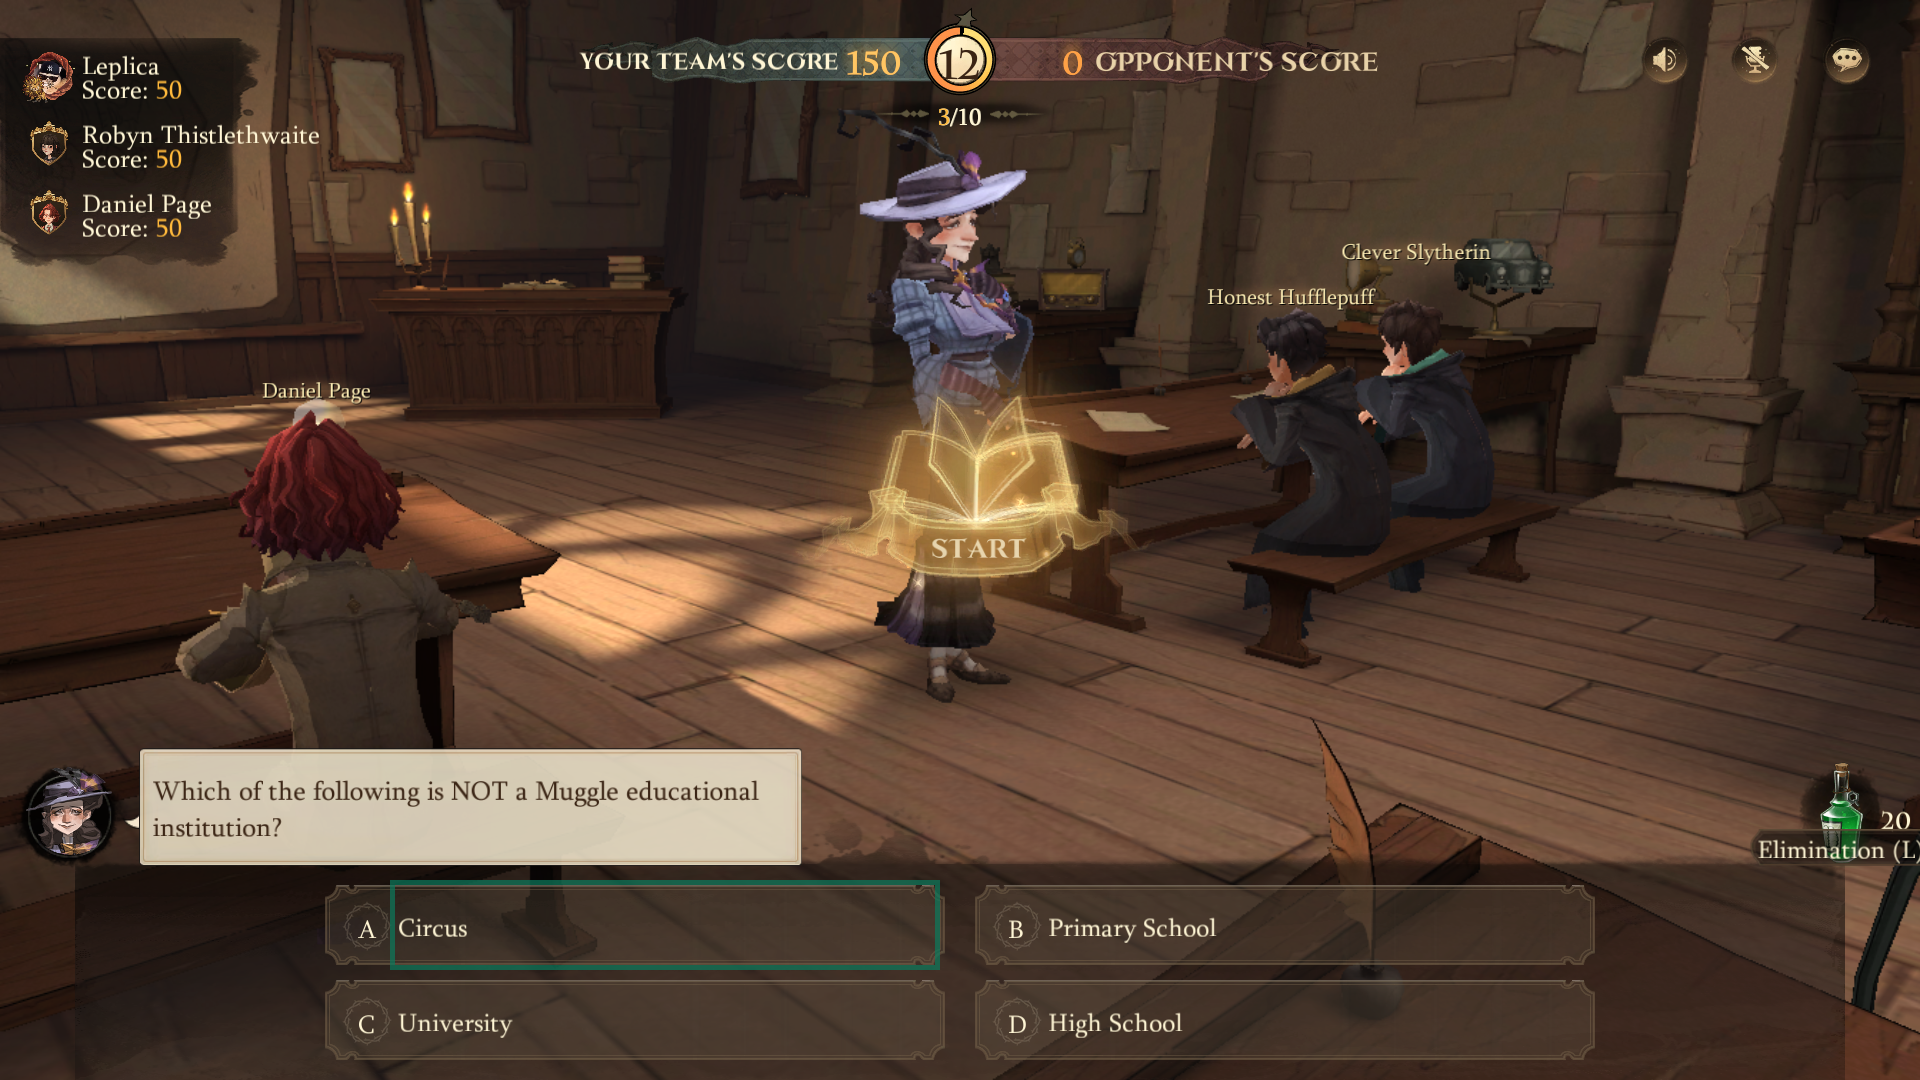 Leplica
Score: 50
Robyn Thistlethwaite
Score: 50
Daniel Page
Score: 50
YOUR TEAM'S SCORE 150
12
0 OPPONENT'S SCORE
3/10
Clever Slytherin
Honest Hufflepuff
Daniel Page
START
Which of the following is NOT a Muggle educational
institution?
20
Elimination (L)
A Circus
B Primary School
C University
D High School